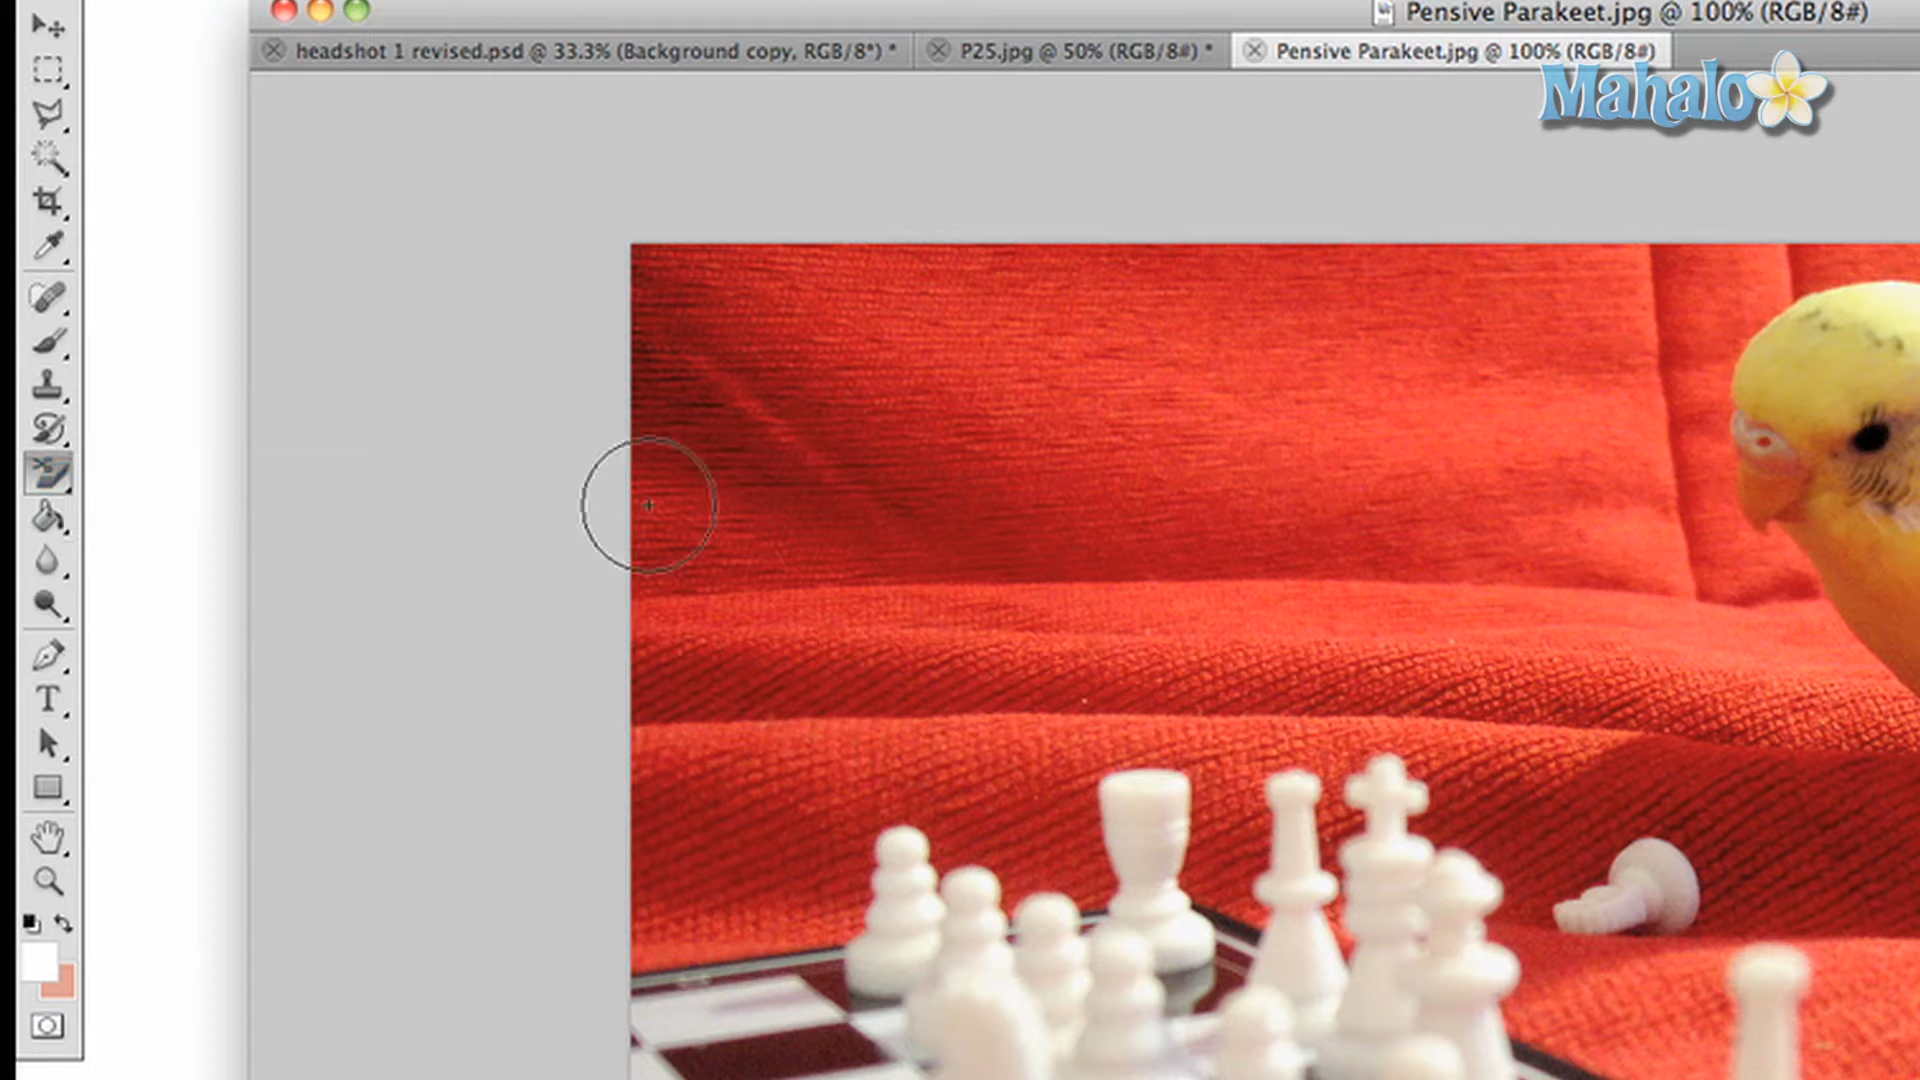 Pensive Parakeet.jpg @ 100% (RGB/8#)
headshot 1 revised.psd @ 33.3% (Background copy, RGB/8*) *
P25.jpg @ 50% (RGB/8#) *
Pensive Parakeet.jpg @ 100% (RGB/8#)
Mahalo
T